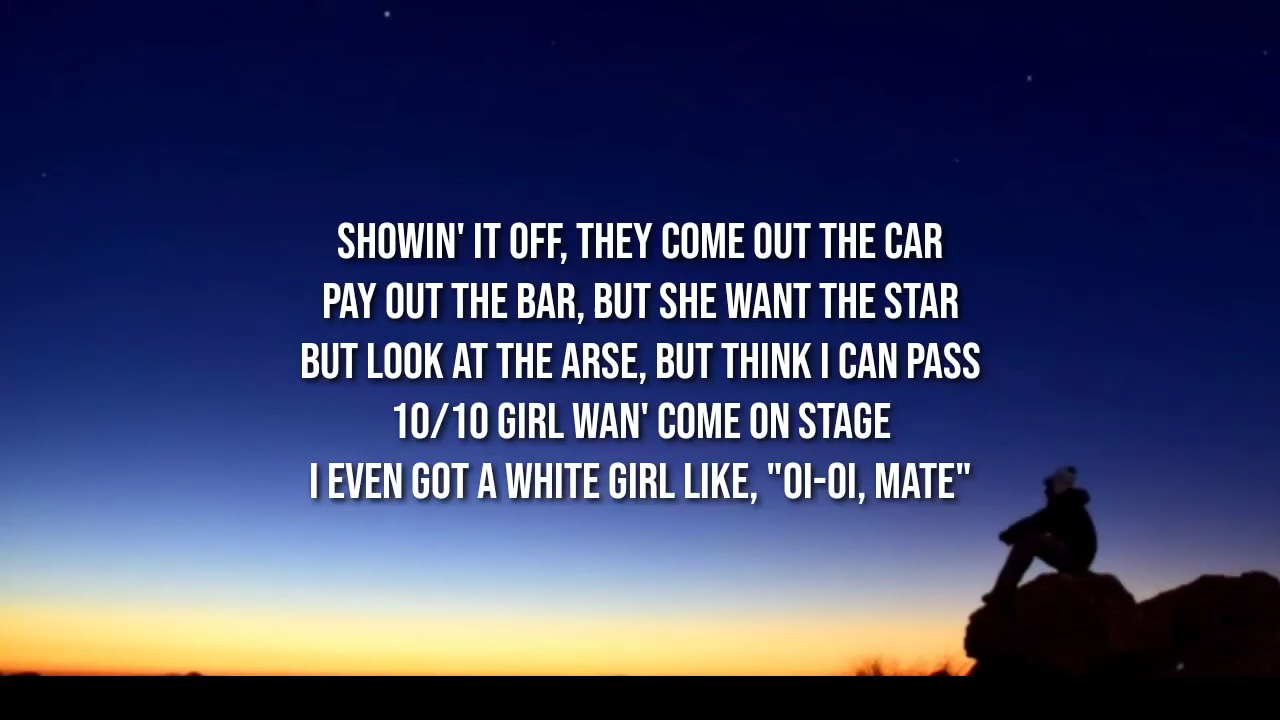 SHOWIN' IT OFF, THEY COME OUT THE CAR
PAY OUT THE BAR, BUT SHE WANT THE STAR
BUT LOOK AT THE ARSE, BUT THINK I CAN PASS
10/10 GIRL WAN' COME ON STAGE
I EVEN GOT A WHITE GIRL LIKE, "OI-OI, MATE"